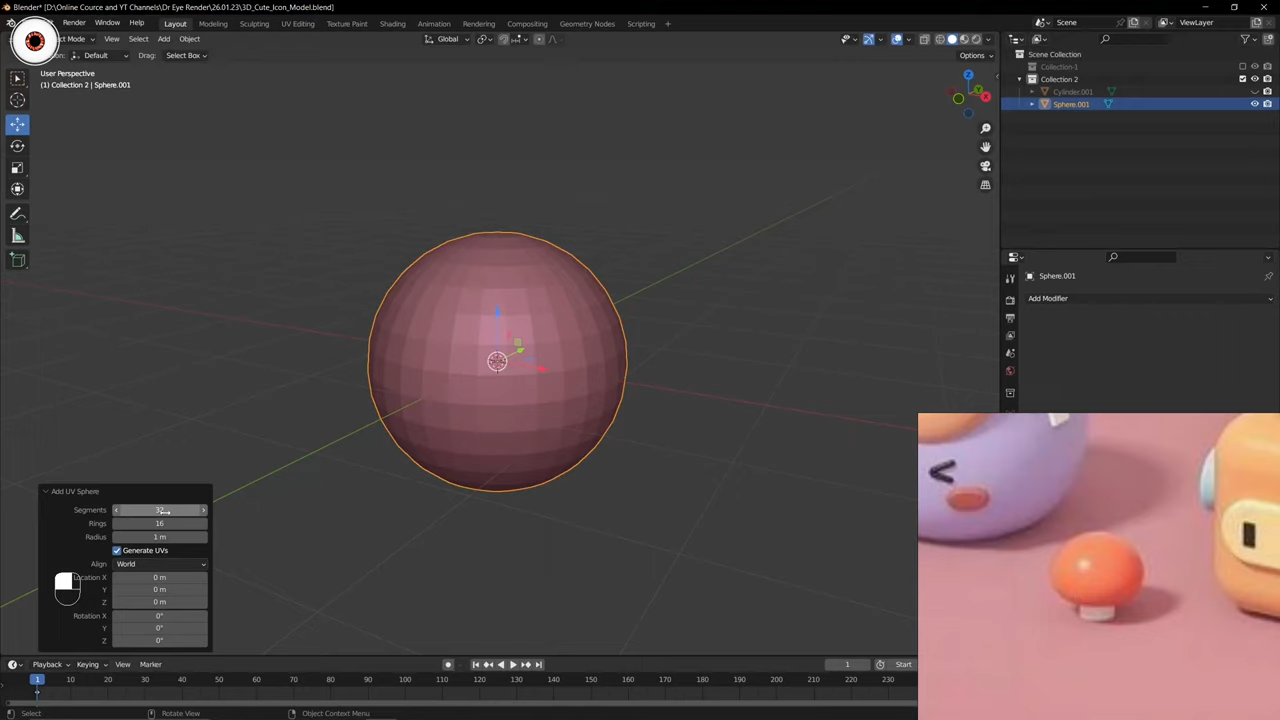 Blender* [D:\Online Cource and YT Channels\Dr Eye Render\26.01.23\3D_Cute_Icon_Model.blend]
Render Window Help Layout Modeling Sculpting UV Editing Texture Paint Shading Animation Rendering Compositing Geometry Nodes Scripting + Scene ViewLayer
Mode View Select Add Object Global
Default Drag: Select Box Options
User Perspective
(1) Collection 2 | Sphere.001
Scene Collection
Collection-1
Collection 2
Cylinder.001
Sphere.001
Sphere.001
Add Modifier
Add UV Sphere
Segments 32
Rings 16
Radius 1 m
Generate UVs
Align World
Location X 0 m
Y 0 m
Z 0 m
Rotation X 0°
Y 0°
Z 0°
Playback Keying View Marker 1 Start
1 10 20 30 40 50 60 70 80 90 100 110 120 130 140 150 160 170 180 190 200 210 220 230
Select Rotate View Object Context Menu